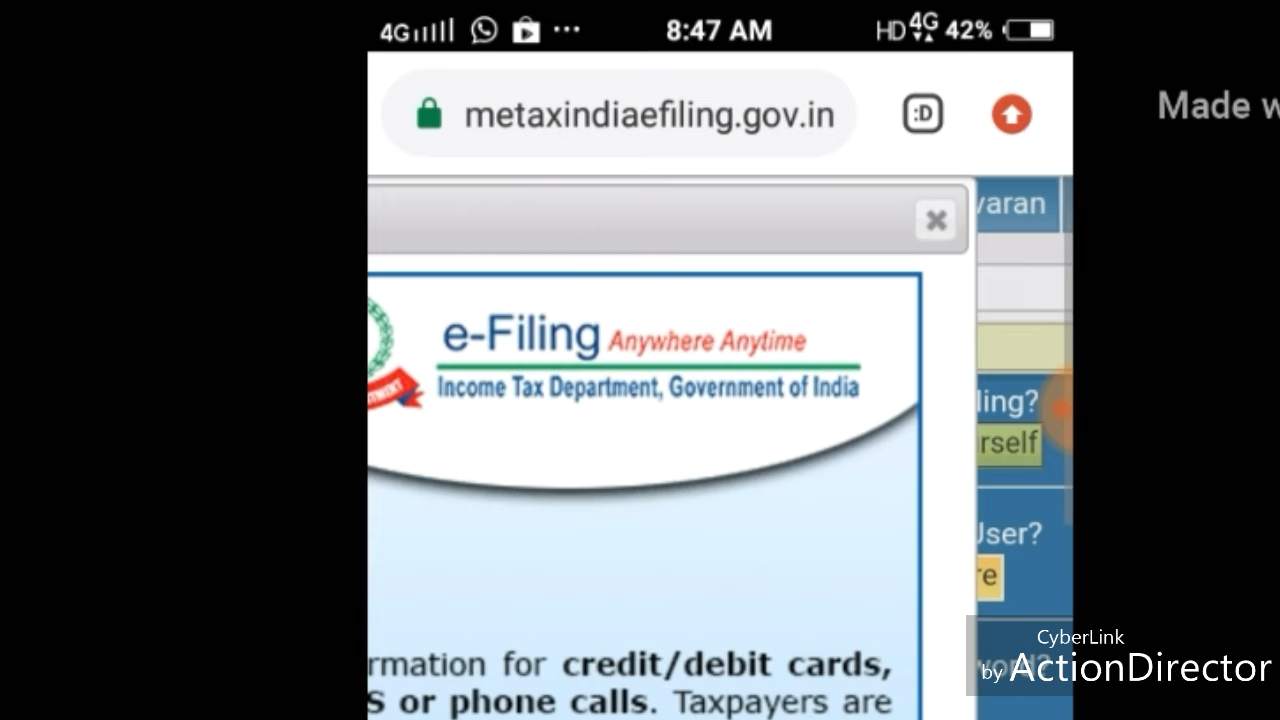 4G 8:47 AM HD 4G 42%
metaxindiaefiling.gov.in :D
Made w
varan
e-Filing Anywhere Anytime
Income Tax Department, Government of India
ling?
rself
User?
re
rmation for credit/debit cards,
S or phone calls. Taxpayers are
CyberLink
by ActionDirector